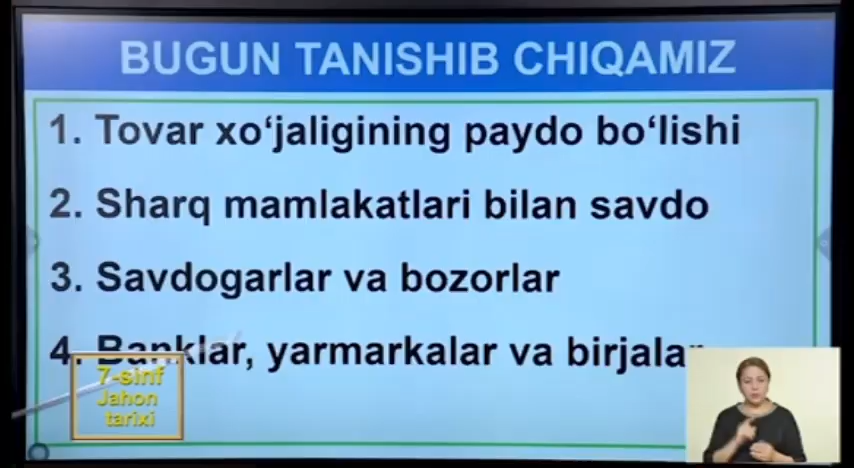 BUGUN TANISHIB CHIQAMIZ
1. Tovar xo‘jaligining paydo bo‘lishi
2. Sharq mamlakatlari bilan savdo
3. Savdogarlar va bozorlar
4. Banklar, yarmarkalar va birjalar
7-sinf
Jahon
tarixi